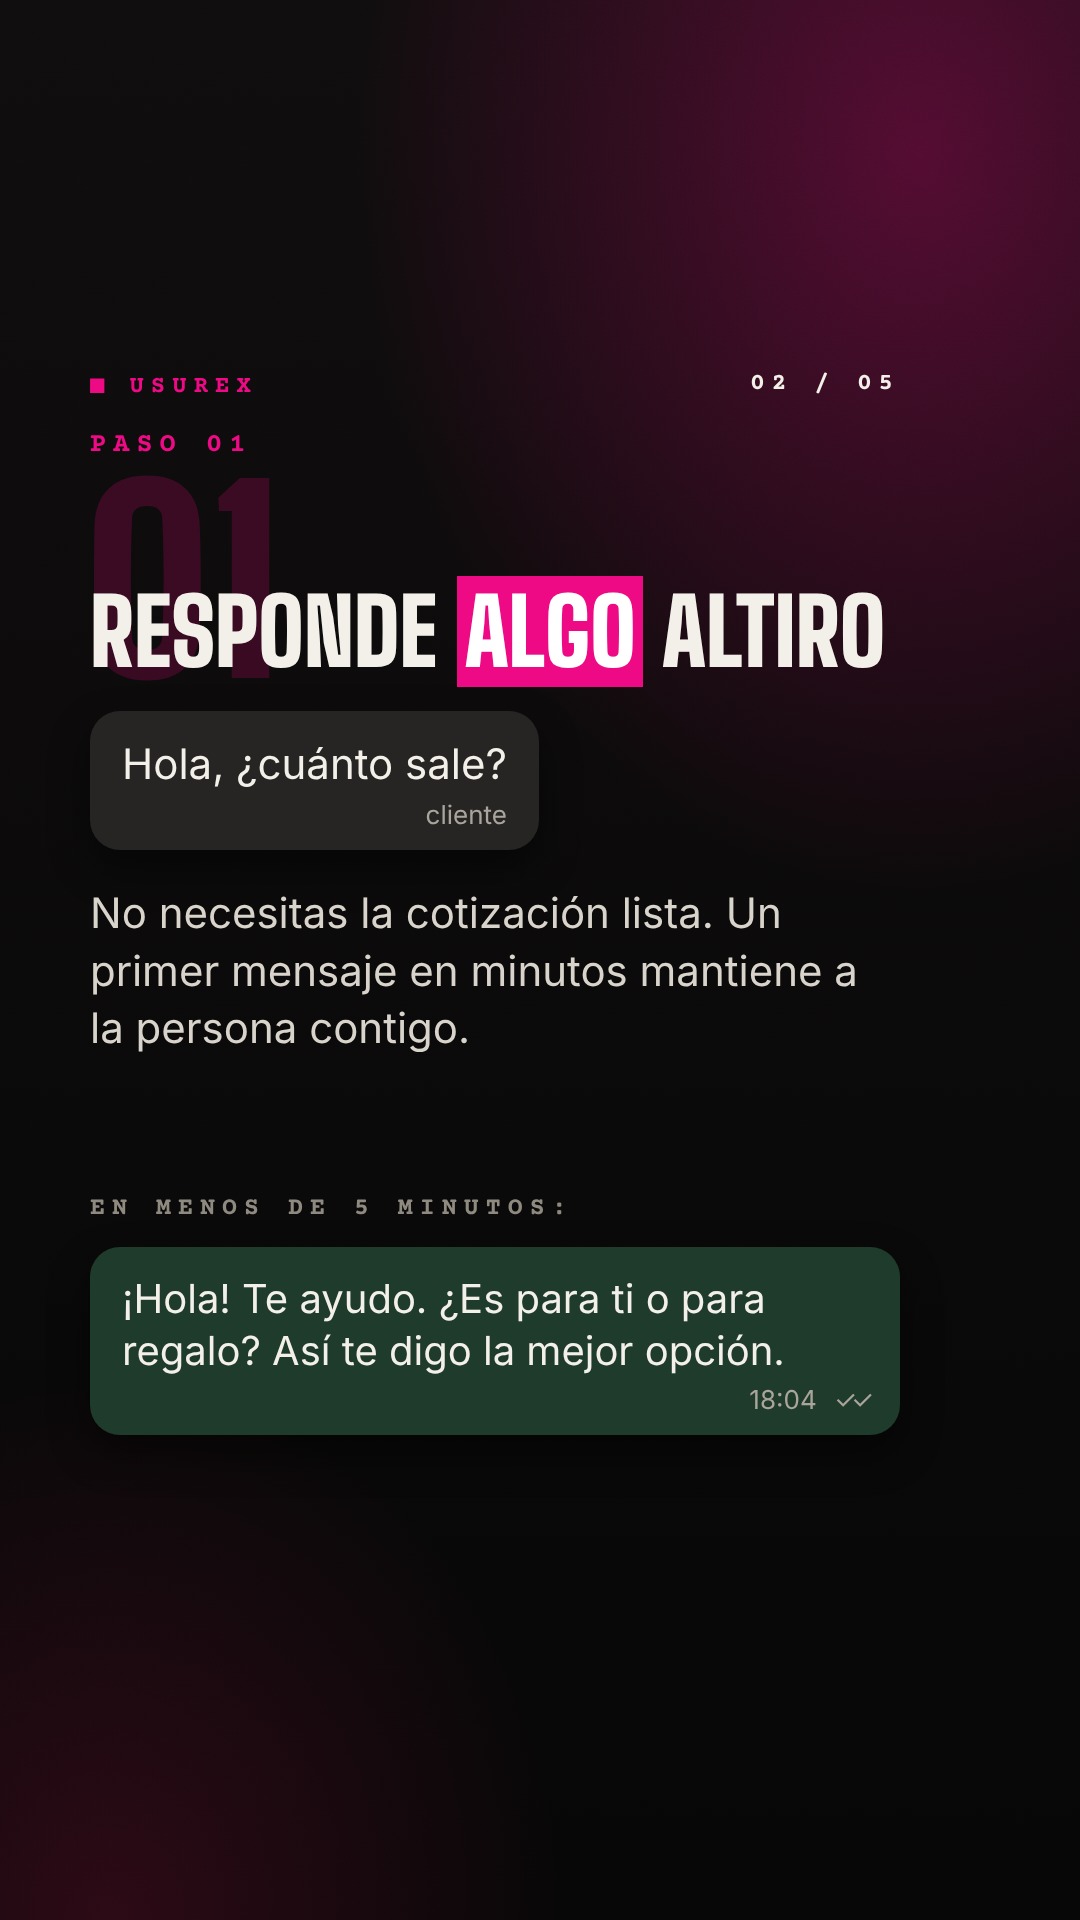 USUREX
02 / 05
PASO 01
01
RESPONDE ALGO ALTIRO
Hola, ¿cuánto sale?
cliente
No necesitas la cotización lista. Un
primer mensaje en minutos mantiene a
la persona contigo.
EN MENOS DE 5 MINUTOS:
¡Hola! Te ayudo. ¿Es para ti o para
regalo? Así te digo la mejor opción.
18:04